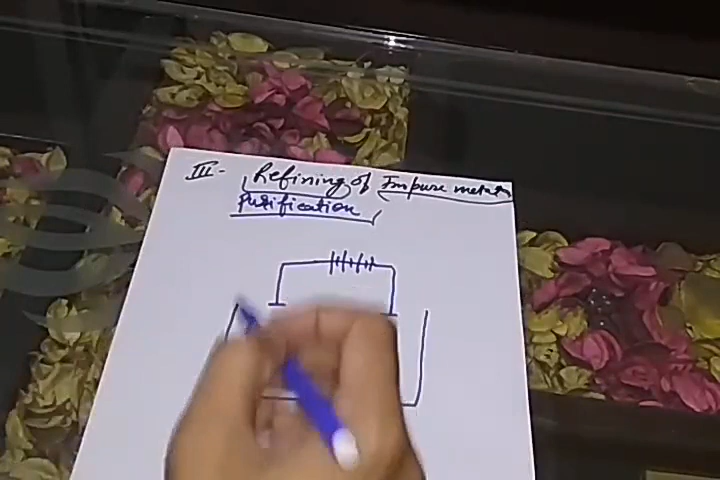 III- Refining of Impure metals
Purification